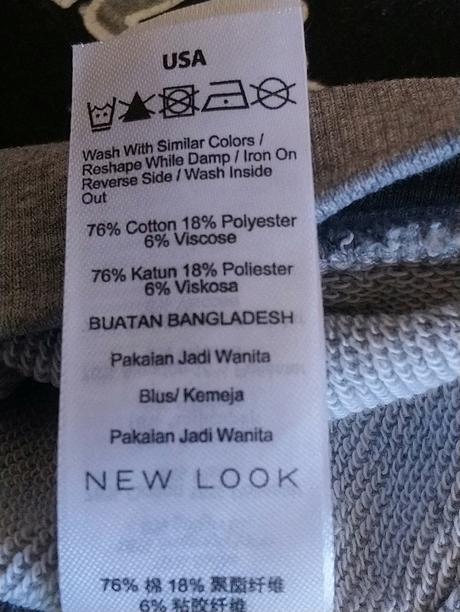 USA
Wash With Similar Colors /
Reshape While Damp / Iron On
Reverse Side / Wash Inside
Out
76% Cotton 18% Polyester
6% Viscose
76% Katun 18% Poliester
6% Viskosa
BUATAN BANGLADESH
Pakaian Jadi Wanita
Blus/ Kemeja
Pakaian Jadi Wanita
NEW LOOK
76% 棉 18% 聚酯纤维
6% 粘胶纤维